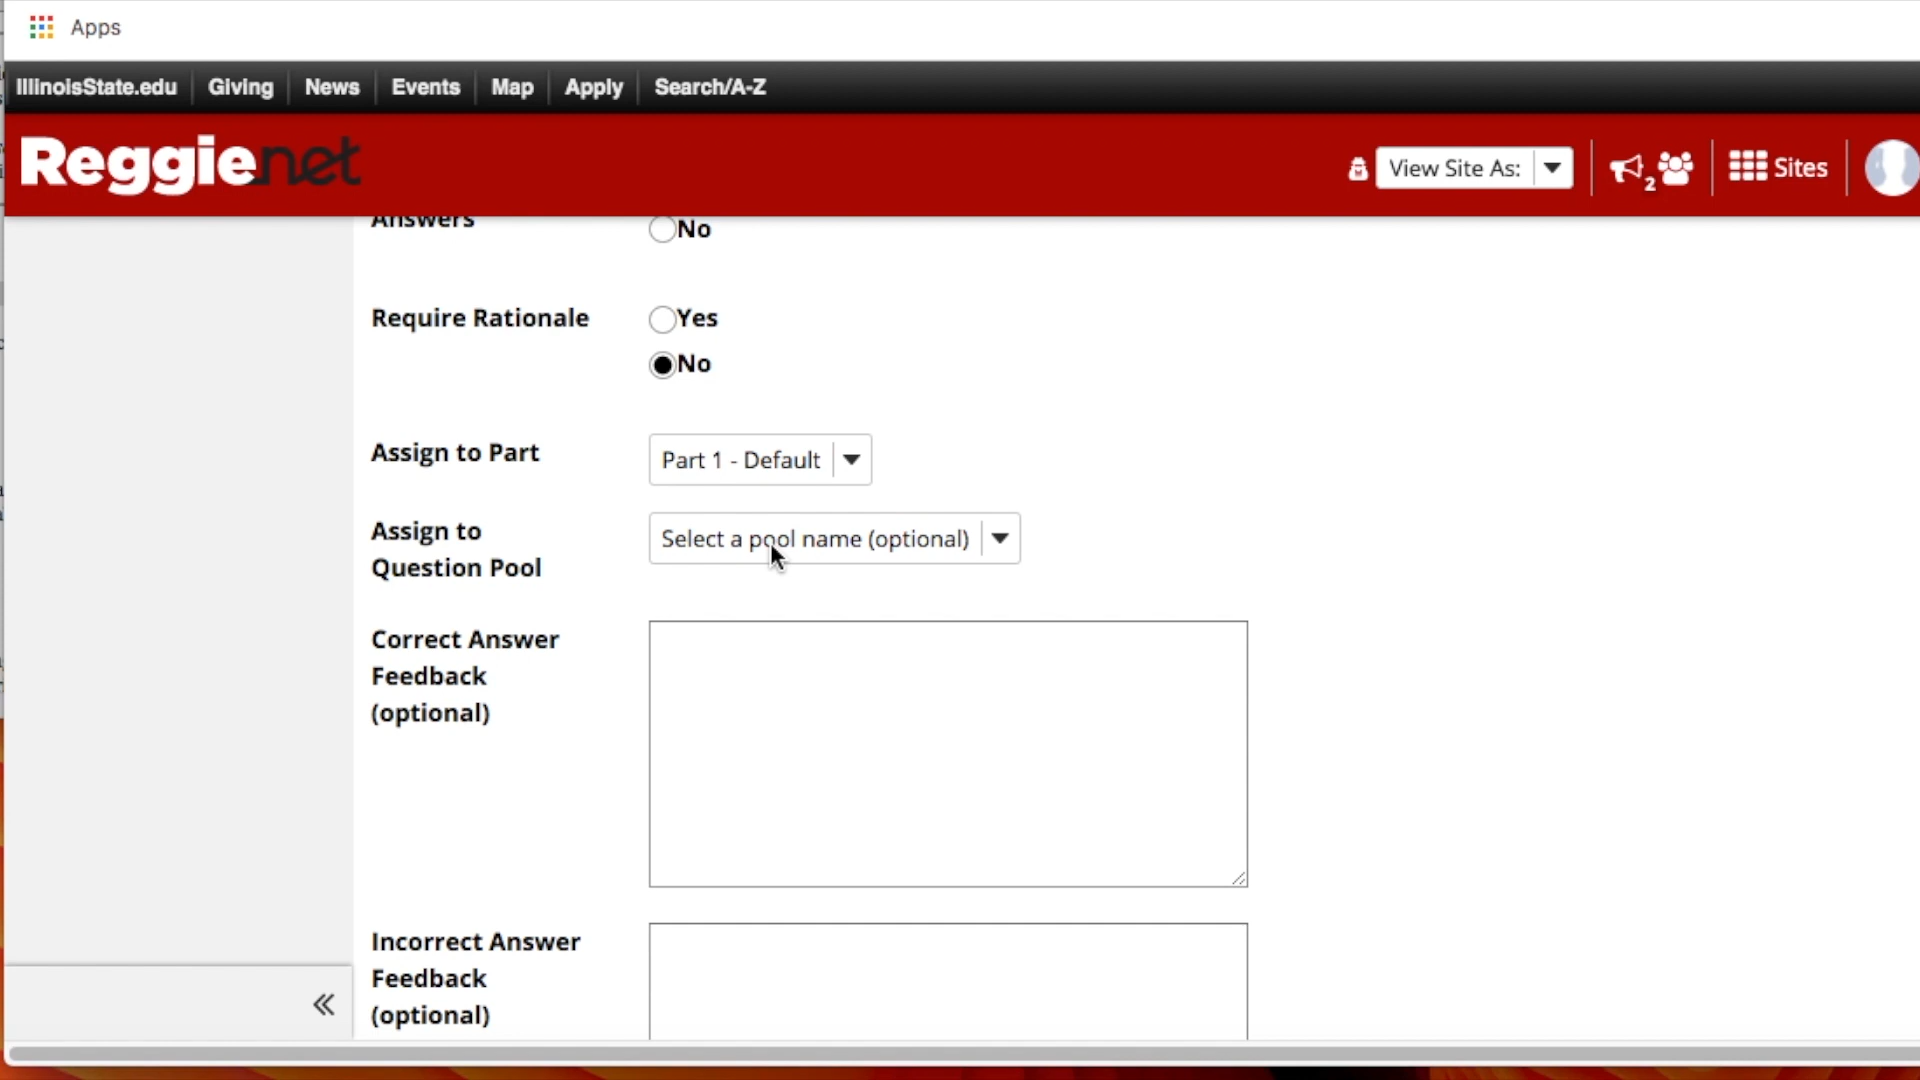 Apps
IllinoisState.edu Giving News Events Map Apply Search/A-Z
Reggienet View Site As: 2 Sites
Answers No
Require Rationale Yes
No
Assign to Part Part 1 - Default
Assign to Select a pool name (optional)
Question Pool
Correct Answer
Feedback
(optional)
Incorrect Answer
Feedback
(optional)